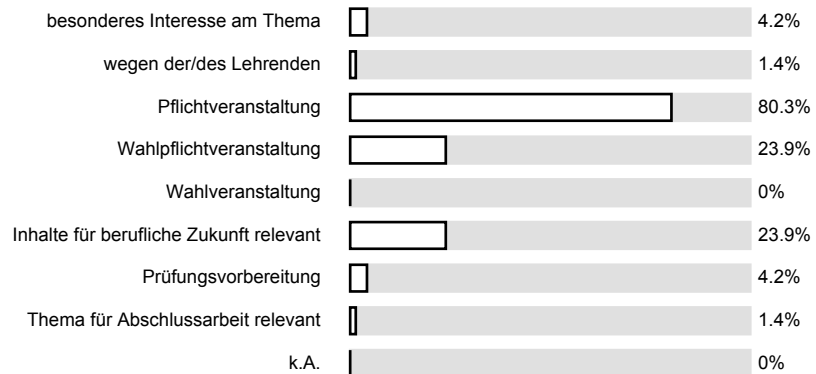 besonderes Interesse am Thema 4.2%
wegen der/des Lehrenden 1.4%
Pflichtveranstaltung 80.3%
Wahlpflichtveranstaltung 23.9%
Wahlveranstaltung 0%
Inhalte für berufliche Zukunft relevant 23.9%
Prüfungsvorbereitung 4.2%
Thema für Abschlussarbeit relevant 1.4%
k.A. 0%